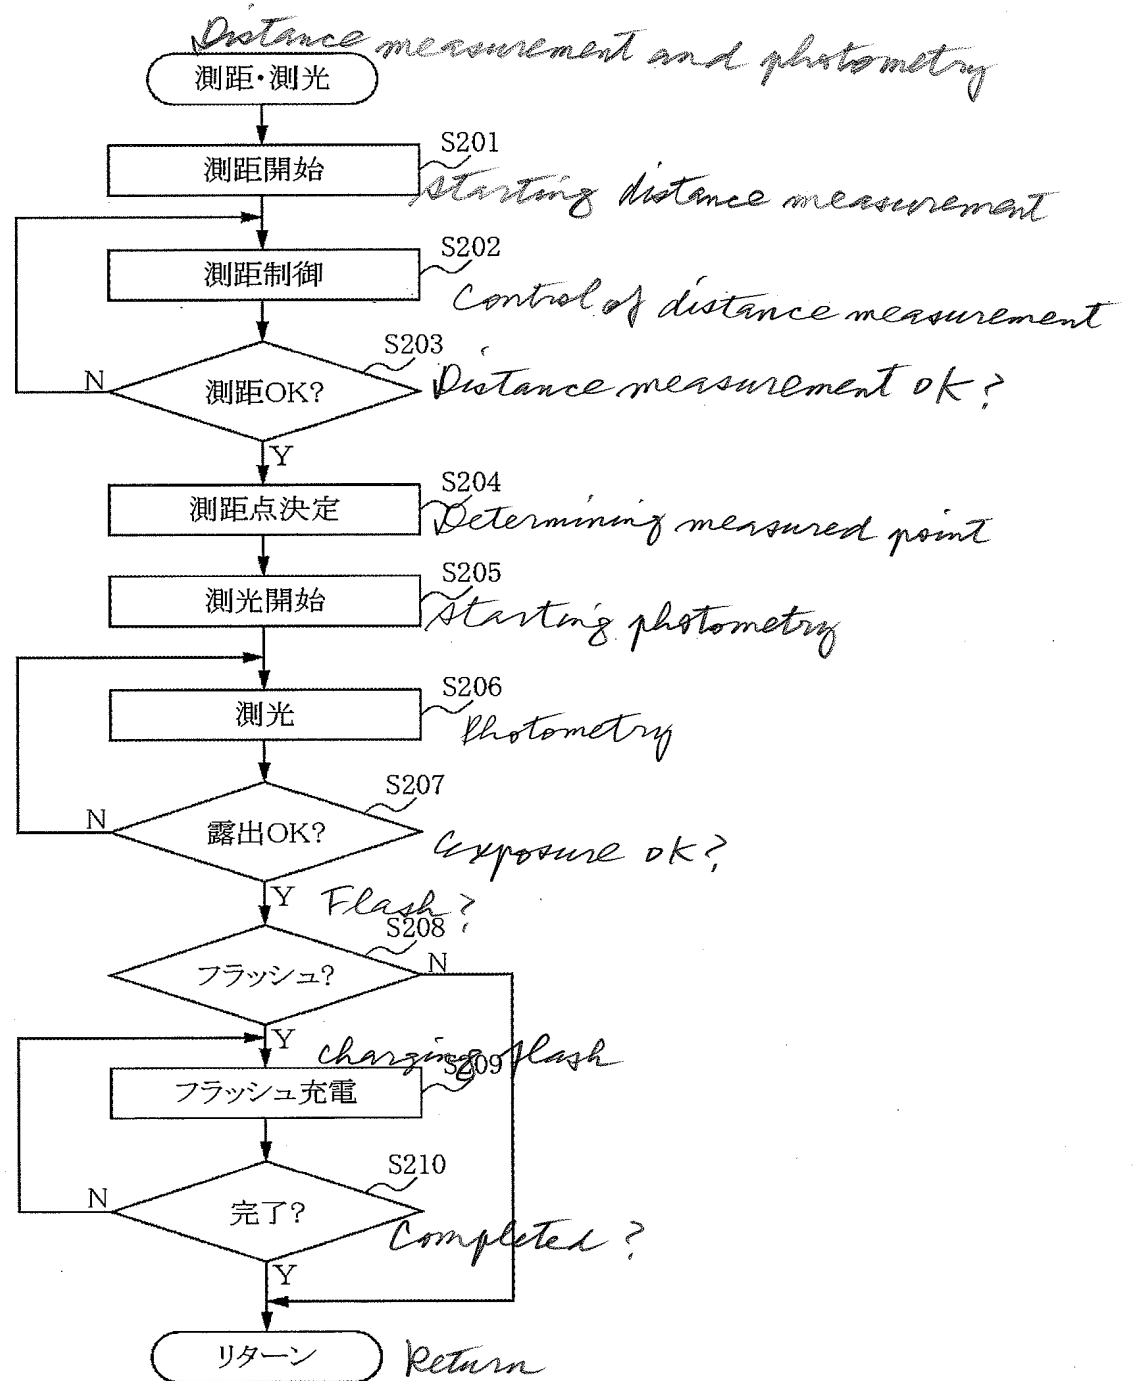 Distance measurement and photometry
測距・測光
S201
測距開始
Starting distance measurement
S202
測距制御
Control of distance measurement
S203
N
測距OK?
Distance measurement OK?
Y
S204
測距点決定
Determining measured point
S205
測光開始
Starting photometry
S206
測光
Photometry
S207
N
露出OK?
Exposure OK?
Y
Flash?
S208
フラッシュ?
N
Y
charging flash
S209
フラッシュ充電
S210
N
完了?
Completed?
Y
リターン
Return